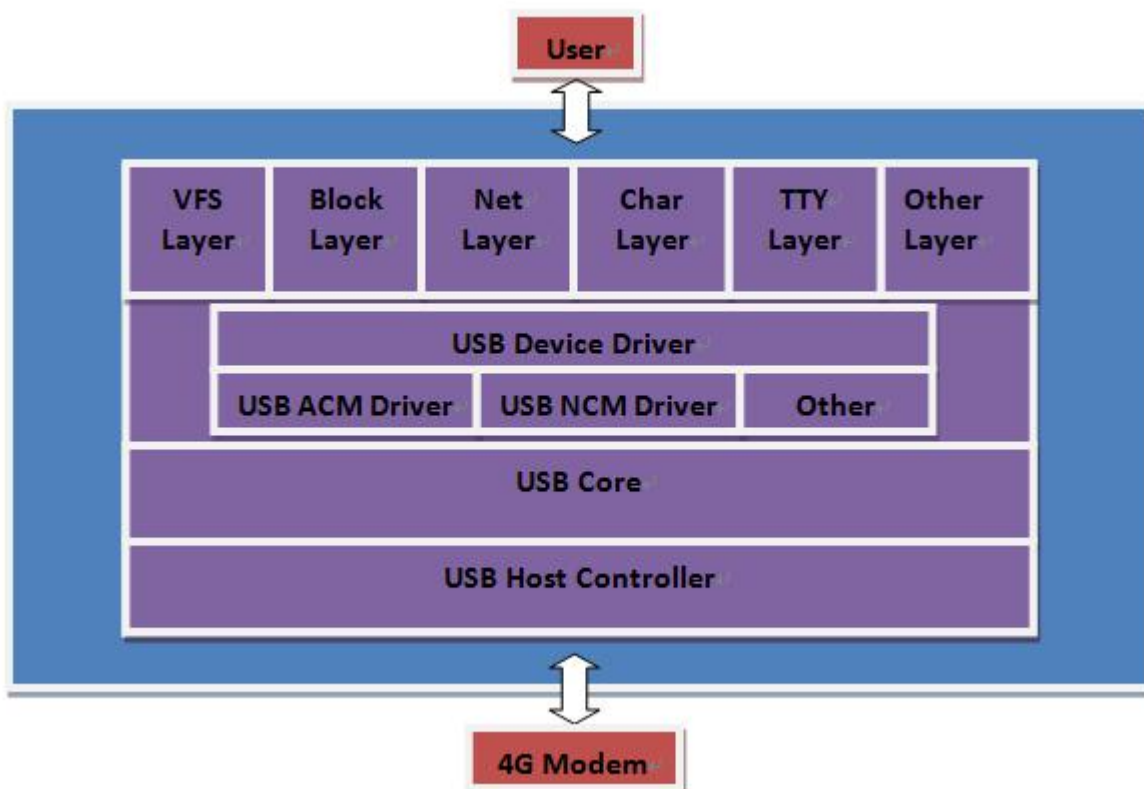 User
VFS Layer
Block Layer
Net Layer
Char Layer
TTY Layer
Other Layer
USB Device Driver
USB ACM Driver
USB NCM Driver
Other
USB Core
USB Host Controller
4G Modem